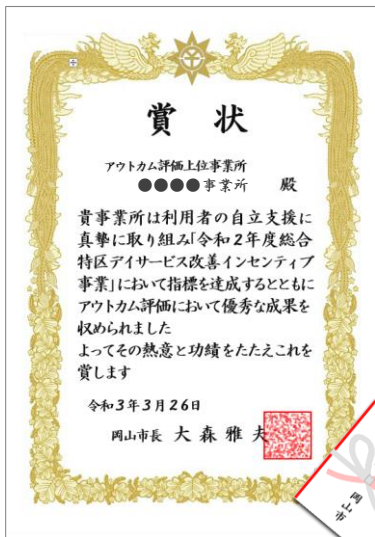 賞状
アウトカム評価上位事業所
●●●●事業所 殿
貴事業所は利用者の自立支援に
真摯に取り組み「令和2年度総合
特区デイサービス改善インセンティブ
事業」において指標を達成するとともに
アウトカム評価において優秀な成果を
収められました
よってその熱意と功績をたたえこれを
賞します
令和3年3月26日
岡山市長 大森雅夫
岡山市